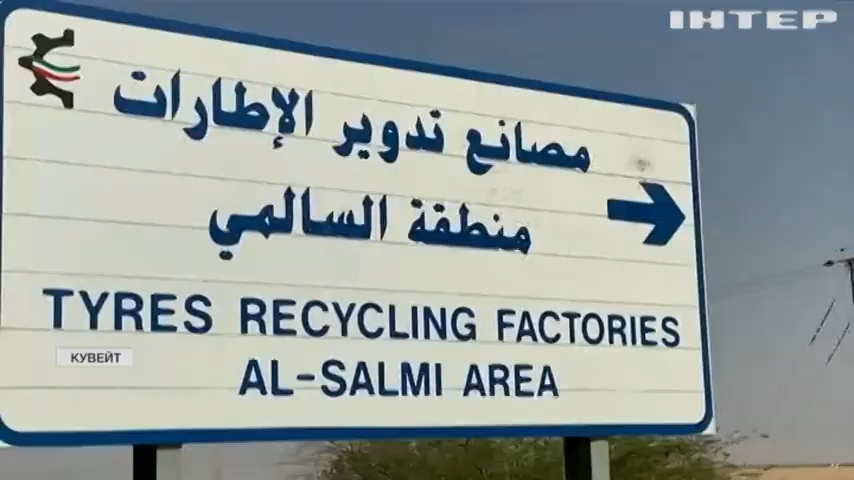 ІНТЕР
مصانع تدوير الإطارات
منطقة السالمي
TYRES RECYCLING FACTORIES
КУВЕЙТ
AL-SALMI AREA